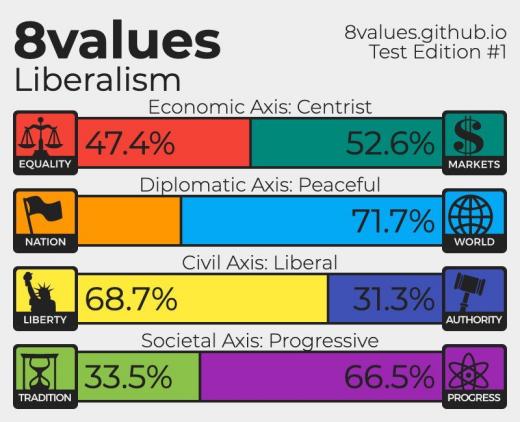 8values
8values.github.io
Liberalism
Test Edition #1
Economic Axis: Centrist
EQUALITY 47.4% 52.6% MARKETS
Diplomatic Axis: Peaceful
NATION 71.7% WORLD
Civil Axis: Liberal
LIBERTY 68.7% 31.3% AUTHORITY
Societal Axis: Progressive
TRADITION 33.5% 66.5% PROGRESS